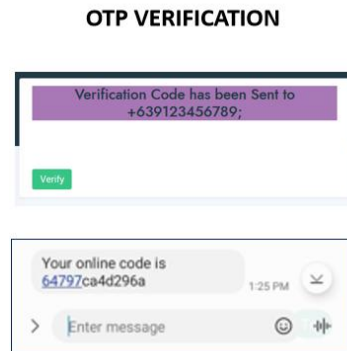 OTP VERIFICATION
Verification Code has been Sent to
+639123456789;
Verify
Your online code is
64797ca4d296a
1:25 PM
Enter message